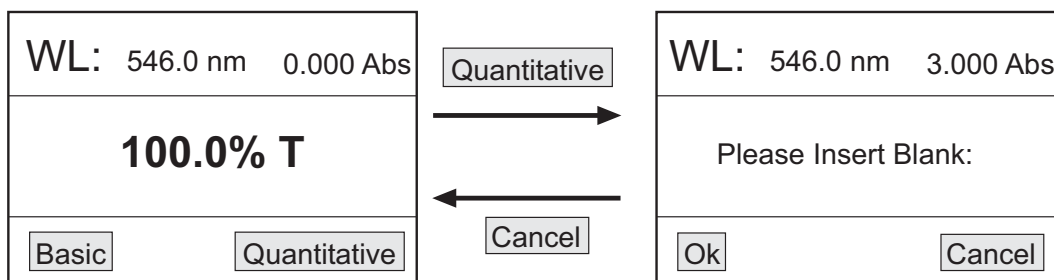 WL: 546.0 nm 0.000 Abs
100.0% T
Basic Quantitative
Quantitative
Cancel
WL: 546.0 nm 3.000 Abs
Please Insert Blank:
Ok Cancel